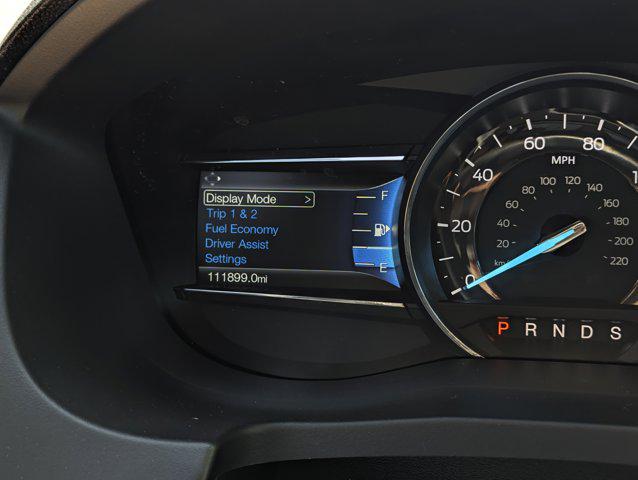 Display Mode >
Trip 1 & 2
Fuel Economy
Driver Assist
Settings
111899.0mi
F
E
0 20 40 60 80
MPH
20 40 60 80 100 120 140 160 180 200 220
P R N D S